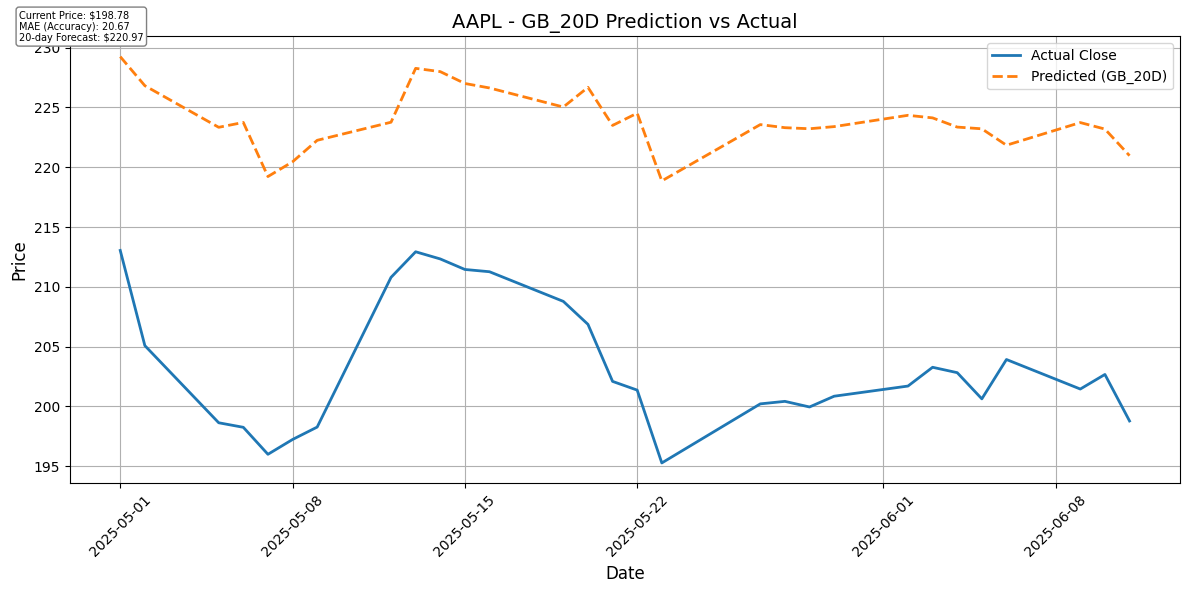 AAPL - GB_20D Prediction vs Actual
Current Price: $198.78
MAE (Accuracy): 20.67
20-day Forecast: $220.97
Actual Close
Predicted (GB_20D)
Price
230
225
220
215
210
205
200
195
2025-05-01
2025-05-08
2025-05-15
2025-05-22
2025-06-01
2025-06-08
Date